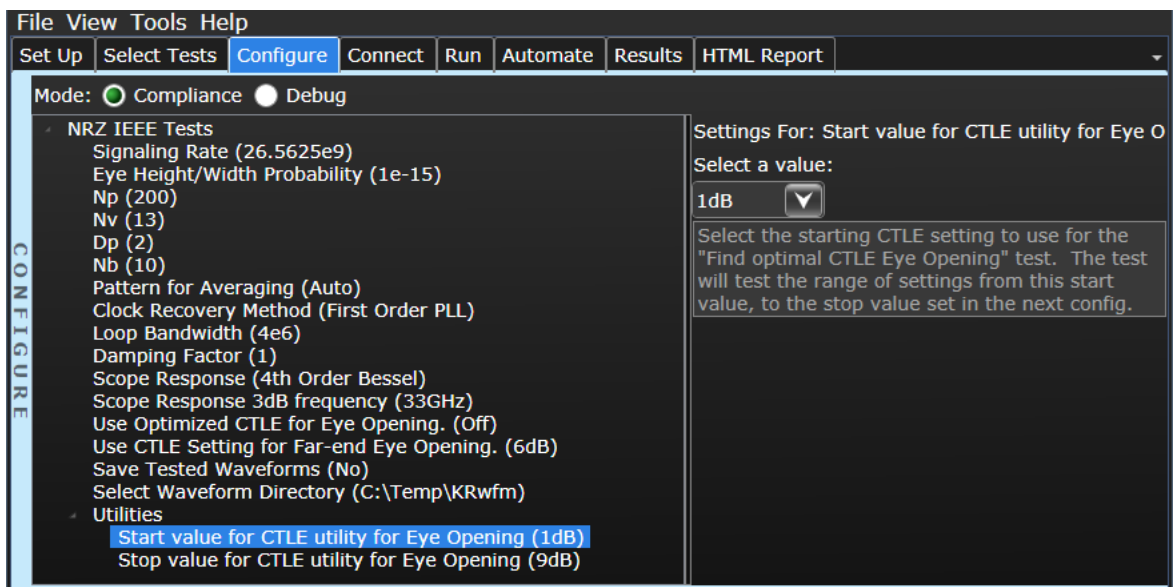 File View Tools Help
Set Up Select Tests Configure Connect Run Automate Results HTML Report
CONFIGURE
Mode: Compliance Debug
NRZ IEEE Tests
Signaling Rate (26.5625e9)
Eye Height/Width Probability (1e-15)
Np (200)
Nv (13)
Dp (2)
Nb (10)
Pattern for Averaging (Auto)
Clock Recovery Method (First Order PLL)
Loop Bandwidth (4e6)
Damping Factor (1)
Scope Response (4th Order Bessel)
Scope Response 3dB frequency (33GHz)
Use Optimized CTLE for Eye Opening. (Off)
Use CTLE Setting for Far-end Eye Opening. (6dB)
Save Tested Waveforms (No)
Select Waveform Directory (C:\Temp\KRwfm)
Utilities
Start value for CTLE utility for Eye Opening (1dB)
Stop value for CTLE utility for Eye Opening (9dB)
Settings For: Start value for CTLE utility for Eye O
Select a value:
1dB
Select the starting CTLE setting to use for the
"Find optimal CTLE Eye Opening" test. The test
will test the range of settings from this start
value, to the stop value set in the next config.